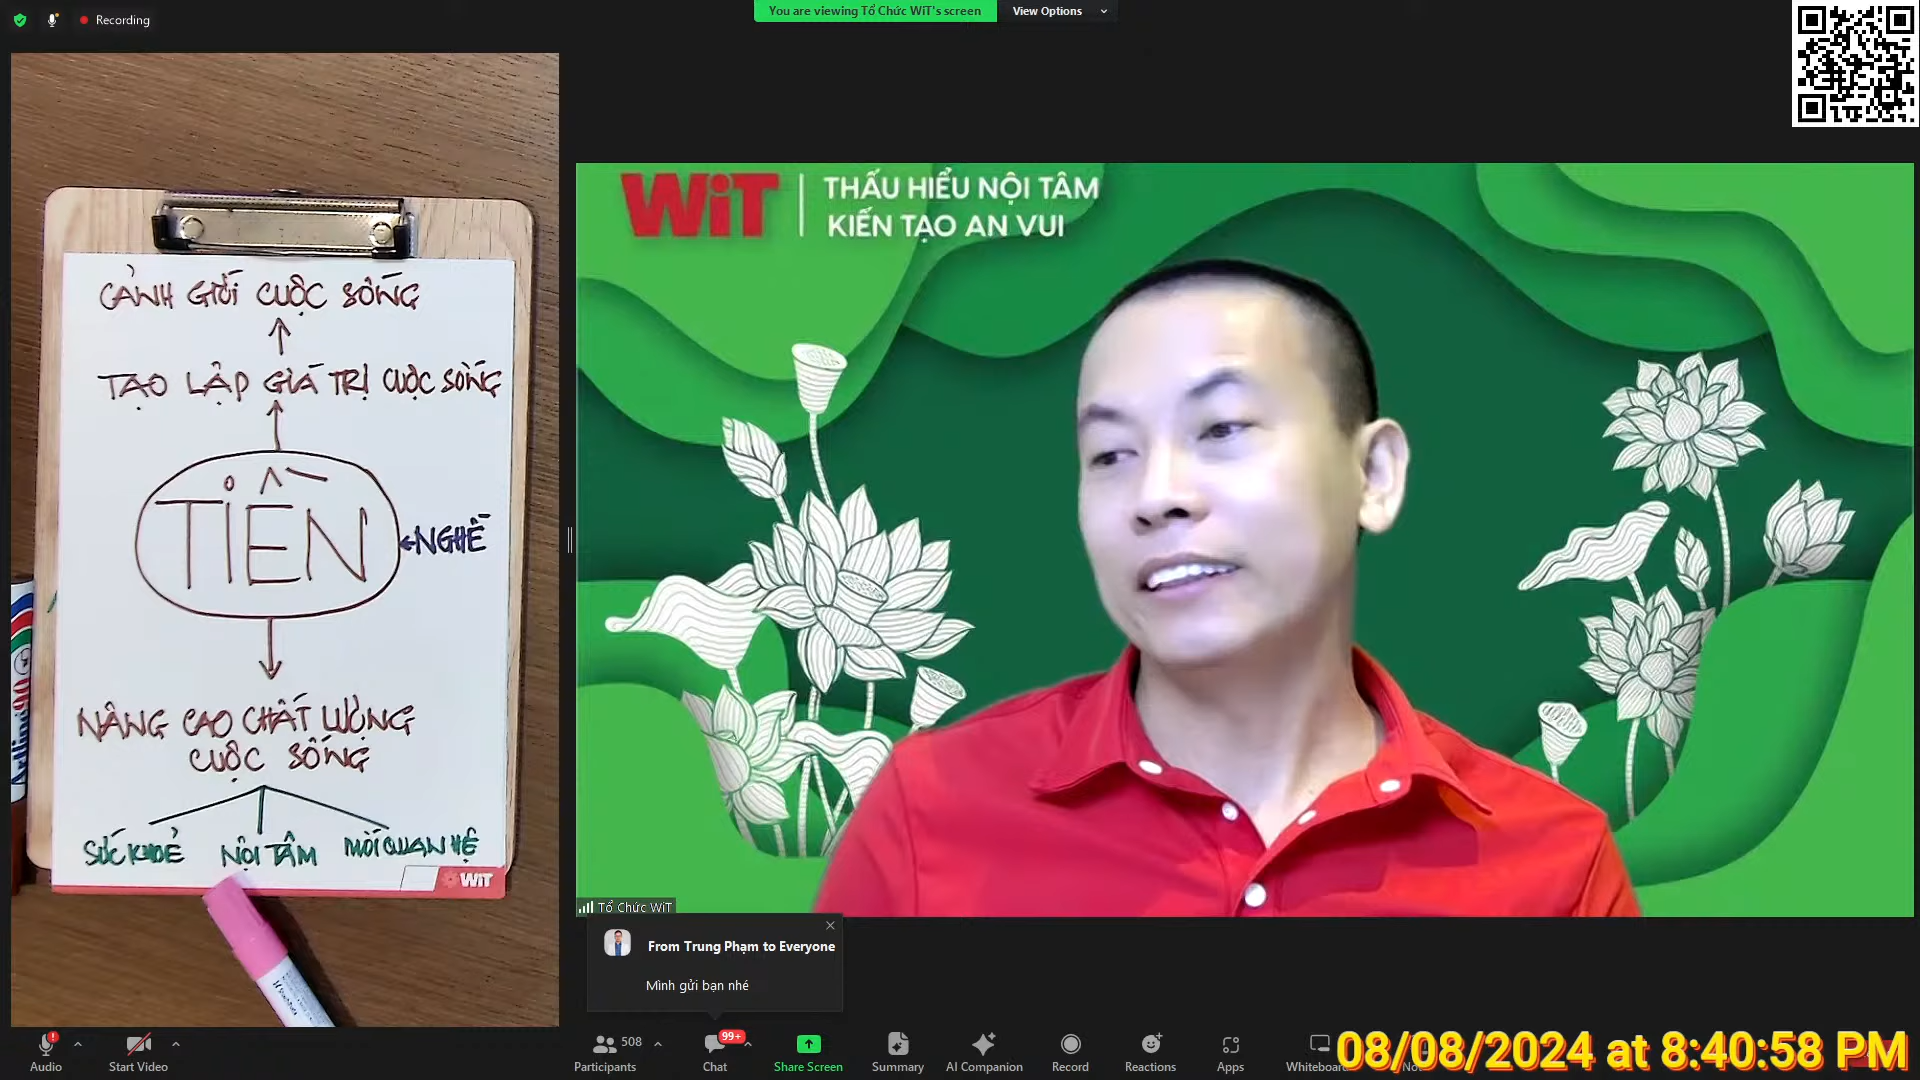 Recording
You are viewing Tổ Chức WiT's screen
View Options
CẢNH GIỚI CUỘC SỐNG
TẠO LẬP GIÁ TRỊ CUỘC SỐNG
TIỀN
NGHỀ
NÂNG CAO CHẤT LƯỢNG
CUỘC SỐNG
SỨC KHOẺ
NỘI TÂM
MỐI QUAN HỆ
WiT
Artline 90
WiT
THẤU HIỂU NỘI TÂM
KIẾN TẠO AN VUI
Tổ Chức WiT
From Trung Phạm to Everyone
Mình gửi bạn nhé
Audio
Start Video
508
Participants
99+
Chat
Share Screen
Summary
AI Companion
Record
Reactions
Apps
08/08/2024 at 8:40:58 PM